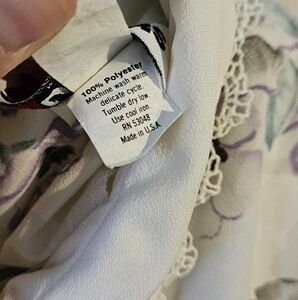 100% Polyester
Machine wash warm
delicate cycle.
Tumble dry low.
Use cool iron.
RN 53048
Made in U.S.A